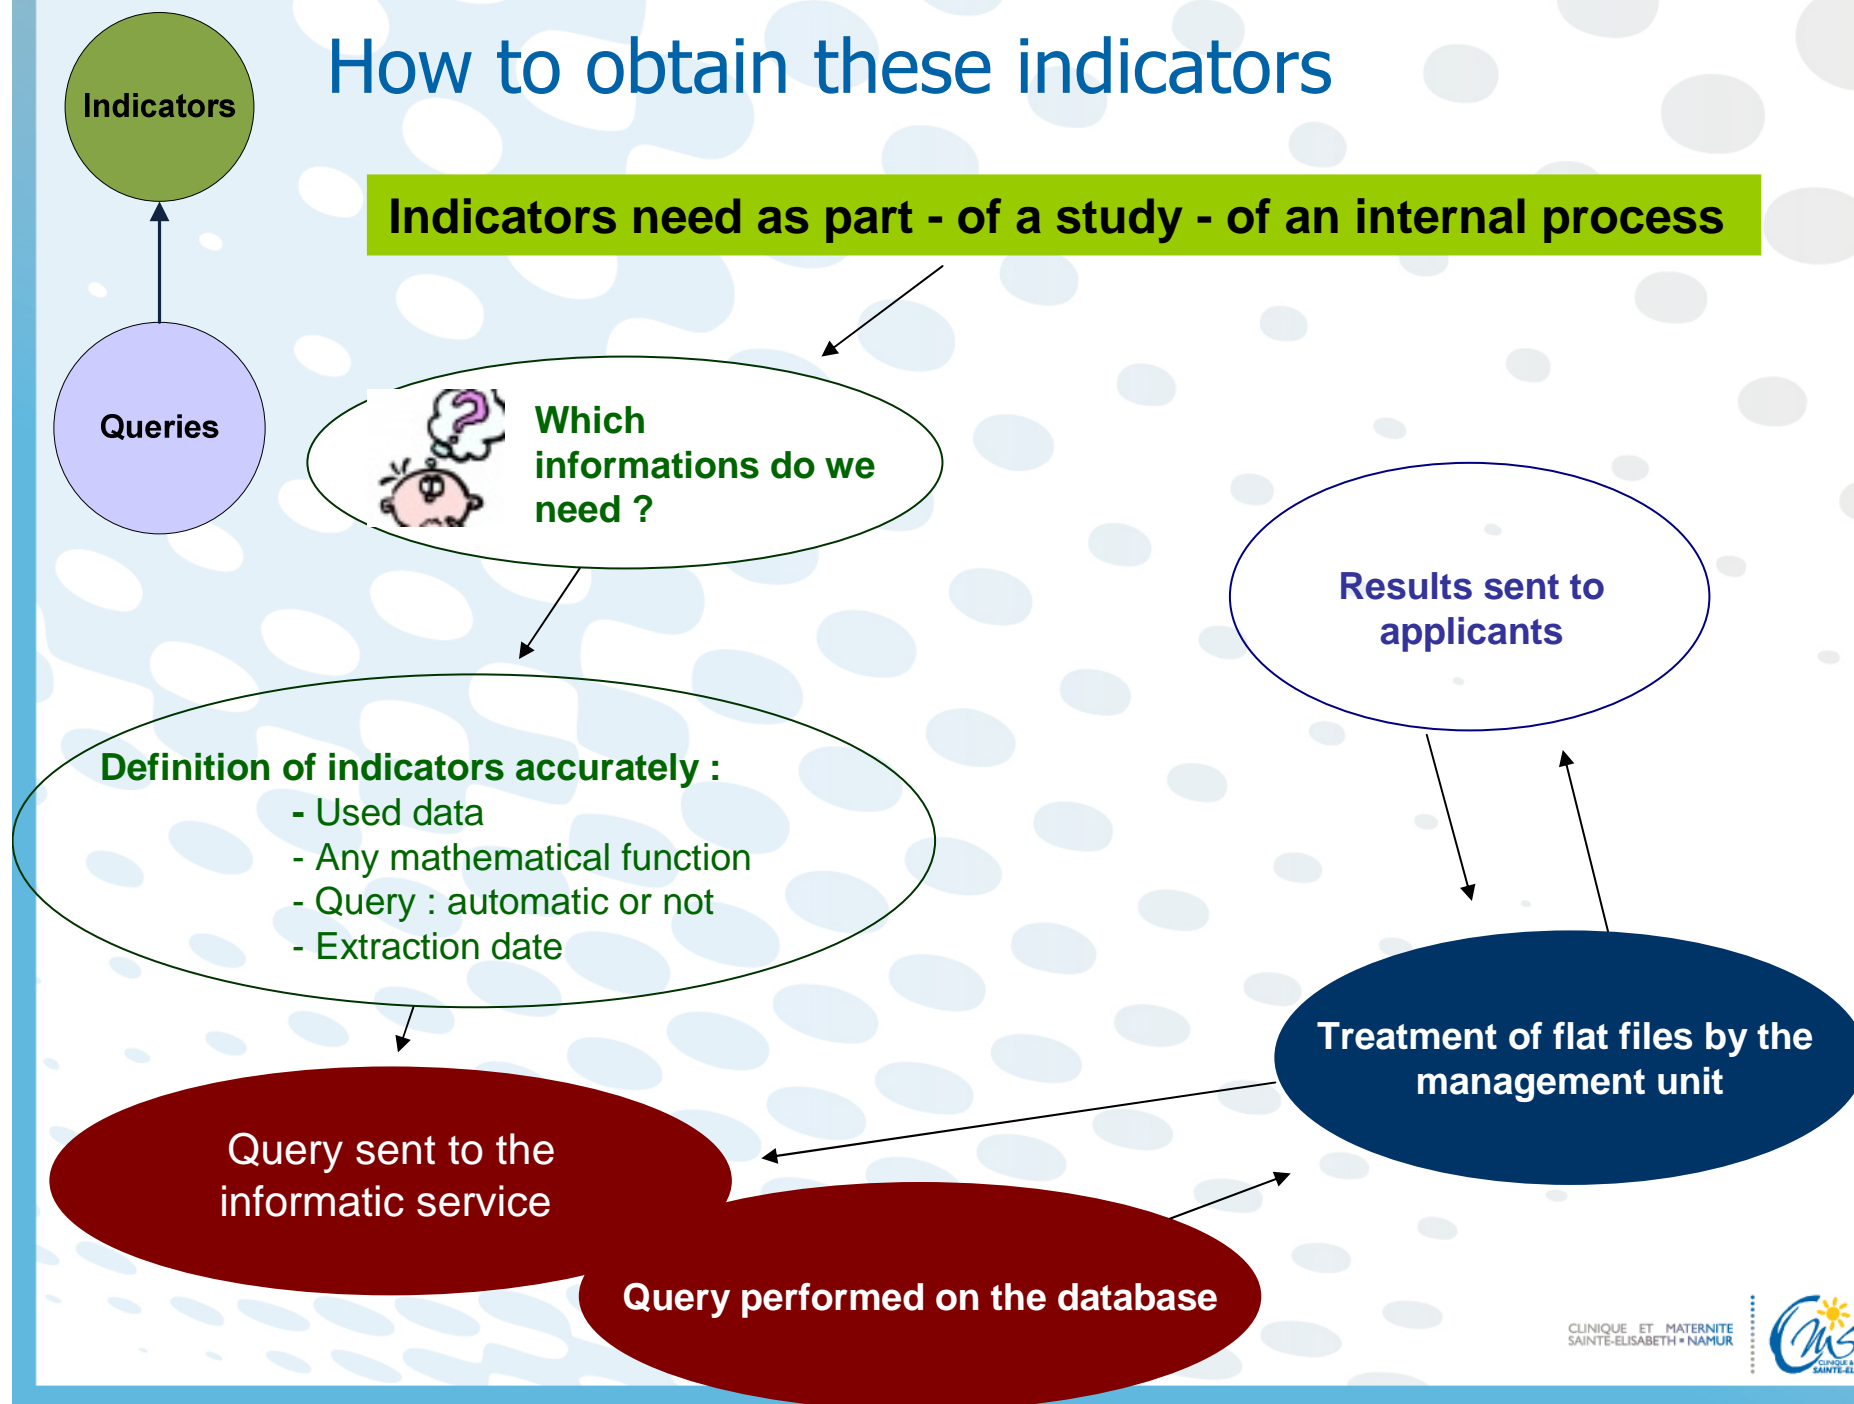 How to obtain these indicators
Indicators
Indicators need as part - of a study - of an internal process
Queries
?
Which
informations do we
need ?
Results sent to
applicants
Definition of indicators accurately :
- Used data
- Any mathematical function
- Query : automatic or not
- Extraction date
Treatment of flat files by the
management unit
Query sent to the
informatic service
Query performed on the database
CLINIQUE ET MATERNITE
SAINTE-ELISABETH • NAMUR